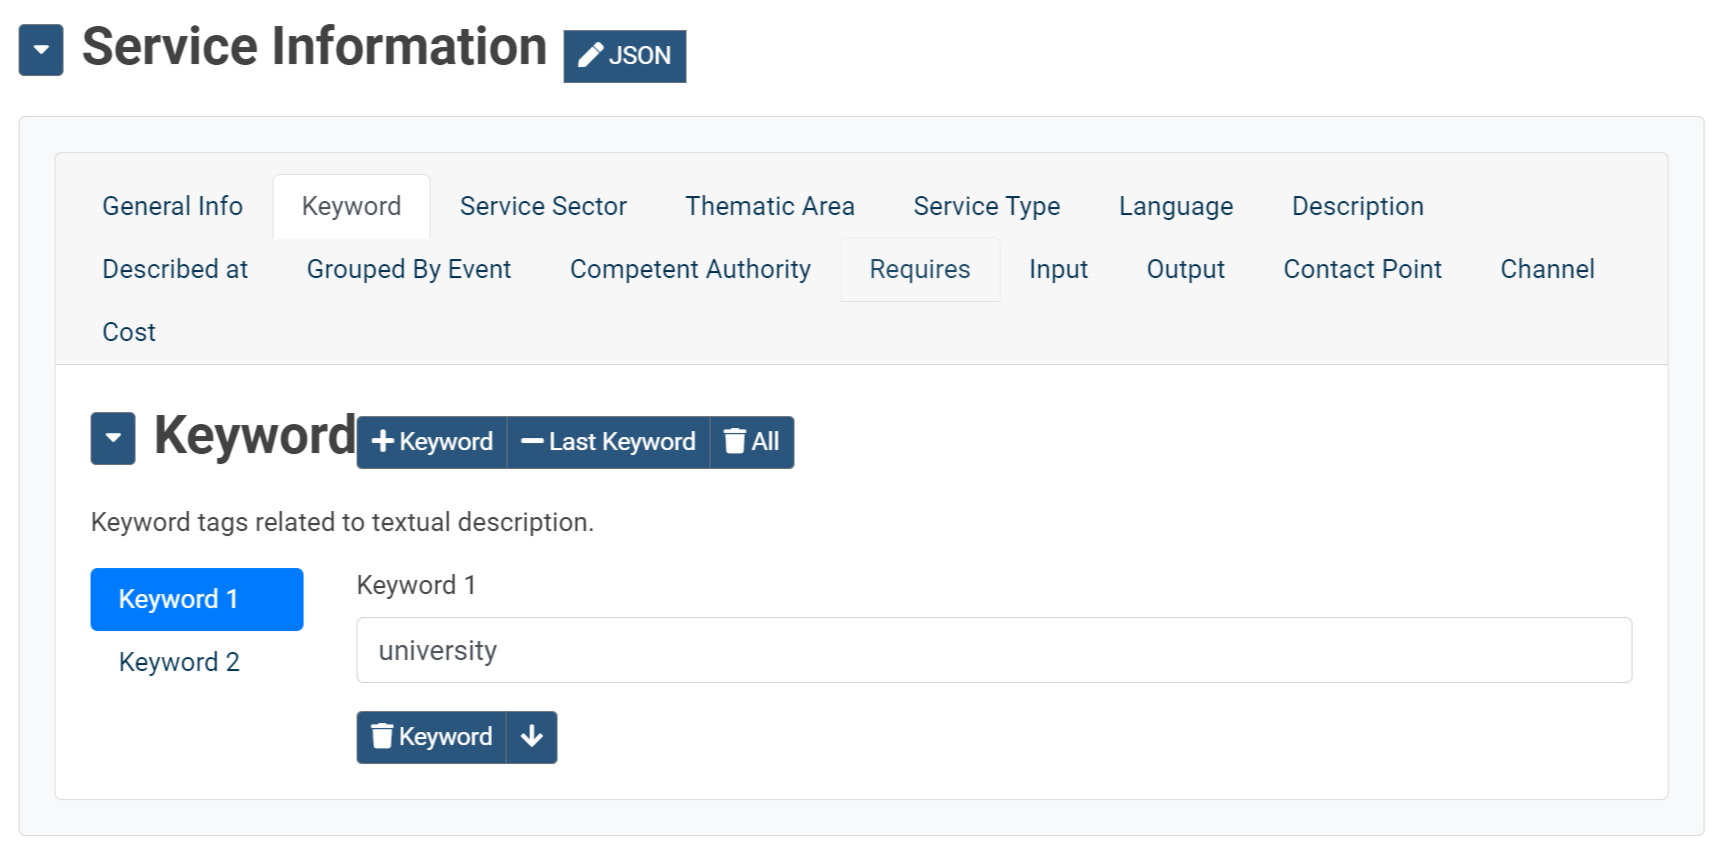 Service Information JSON
General Info Keyword Service Sector Thematic Area Service Type Language Description
Described at Grouped By Event Competent Authority Requires Input Output Contact Point Channel
Cost
Keyword Keyword Last Keyword All
Keyword tags related to textual description.
Keyword 1
Keyword 2
Keyword 1
university
Keyword